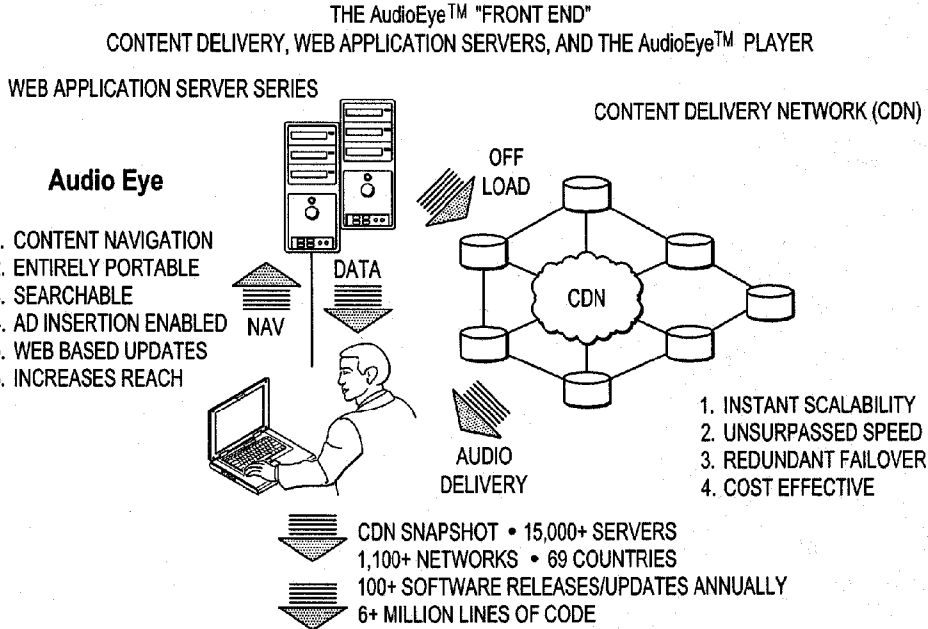 THE AudioEye™ "FRONT END"
CONTENT DELIVERY, WEB APPLICATION SERVERS, AND THE AudioEye™ PLAYER
WEB APPLICATION SERVER SERIES
CONTENT DELIVERY NETWORK (CDN)
Audio Eye
. CONTENT NAVIGATION
. ENTIRELY PORTABLE
. SEARCHABLE
. AD INSERTION ENABLED
. WEB BASED UPDATES
. INCREASES REACH
NAV
DATA
OFF
LOAD
CDN
AUDIO
DELIVERY
1. INSTANT SCALABILITY
2. UNSURPASSED SPEED
3. REDUNDANT FAILOVER
4. COST EFFECTIVE
CDN SNAPSHOT • 15,000+ SERVERS
1,100+ NETWORKS • 69 COUNTRIES
100+ SOFTWARE RELEASES/UPDATES ANNUALLY
6+ MILLION LINES OF CODE